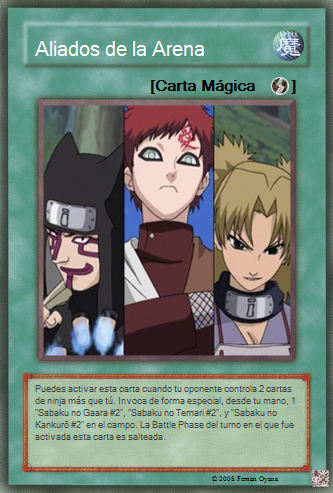 Aliados de la Arena
魔
[Carta Mágica ]
Puedes activar esta carta cuando tu oponente controla 2 cartas
de ninja más que tú. Invoca de forma especial, desde tu mano, 1
"Sabaku no Gaara #2", "Sabaku no Temari #2", y "Sabaku no
Kankurō #2" en el campo. La Battle Phase del turno en el que fue
activada esta carta es salteada.
© 2008 Ferran Oyana